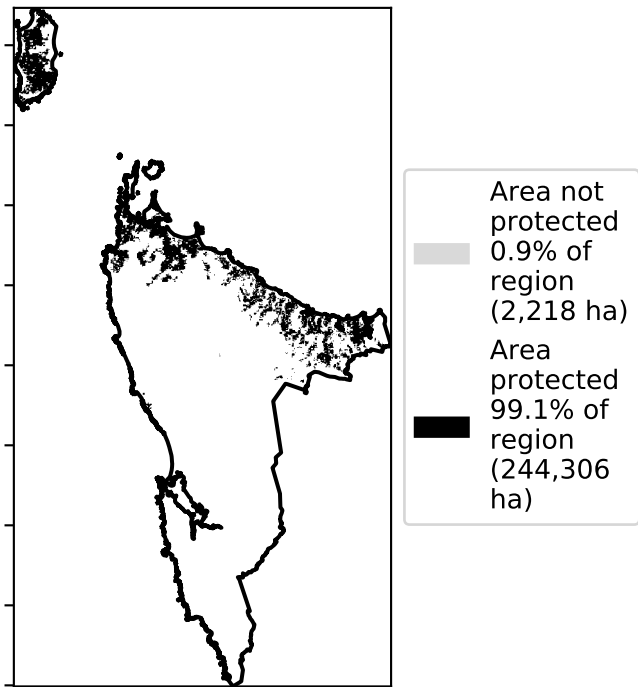 Area not
protected
0.9% of
region
(2,218 ha)
Area
protected
99.1% of
region
(244,306
ha)